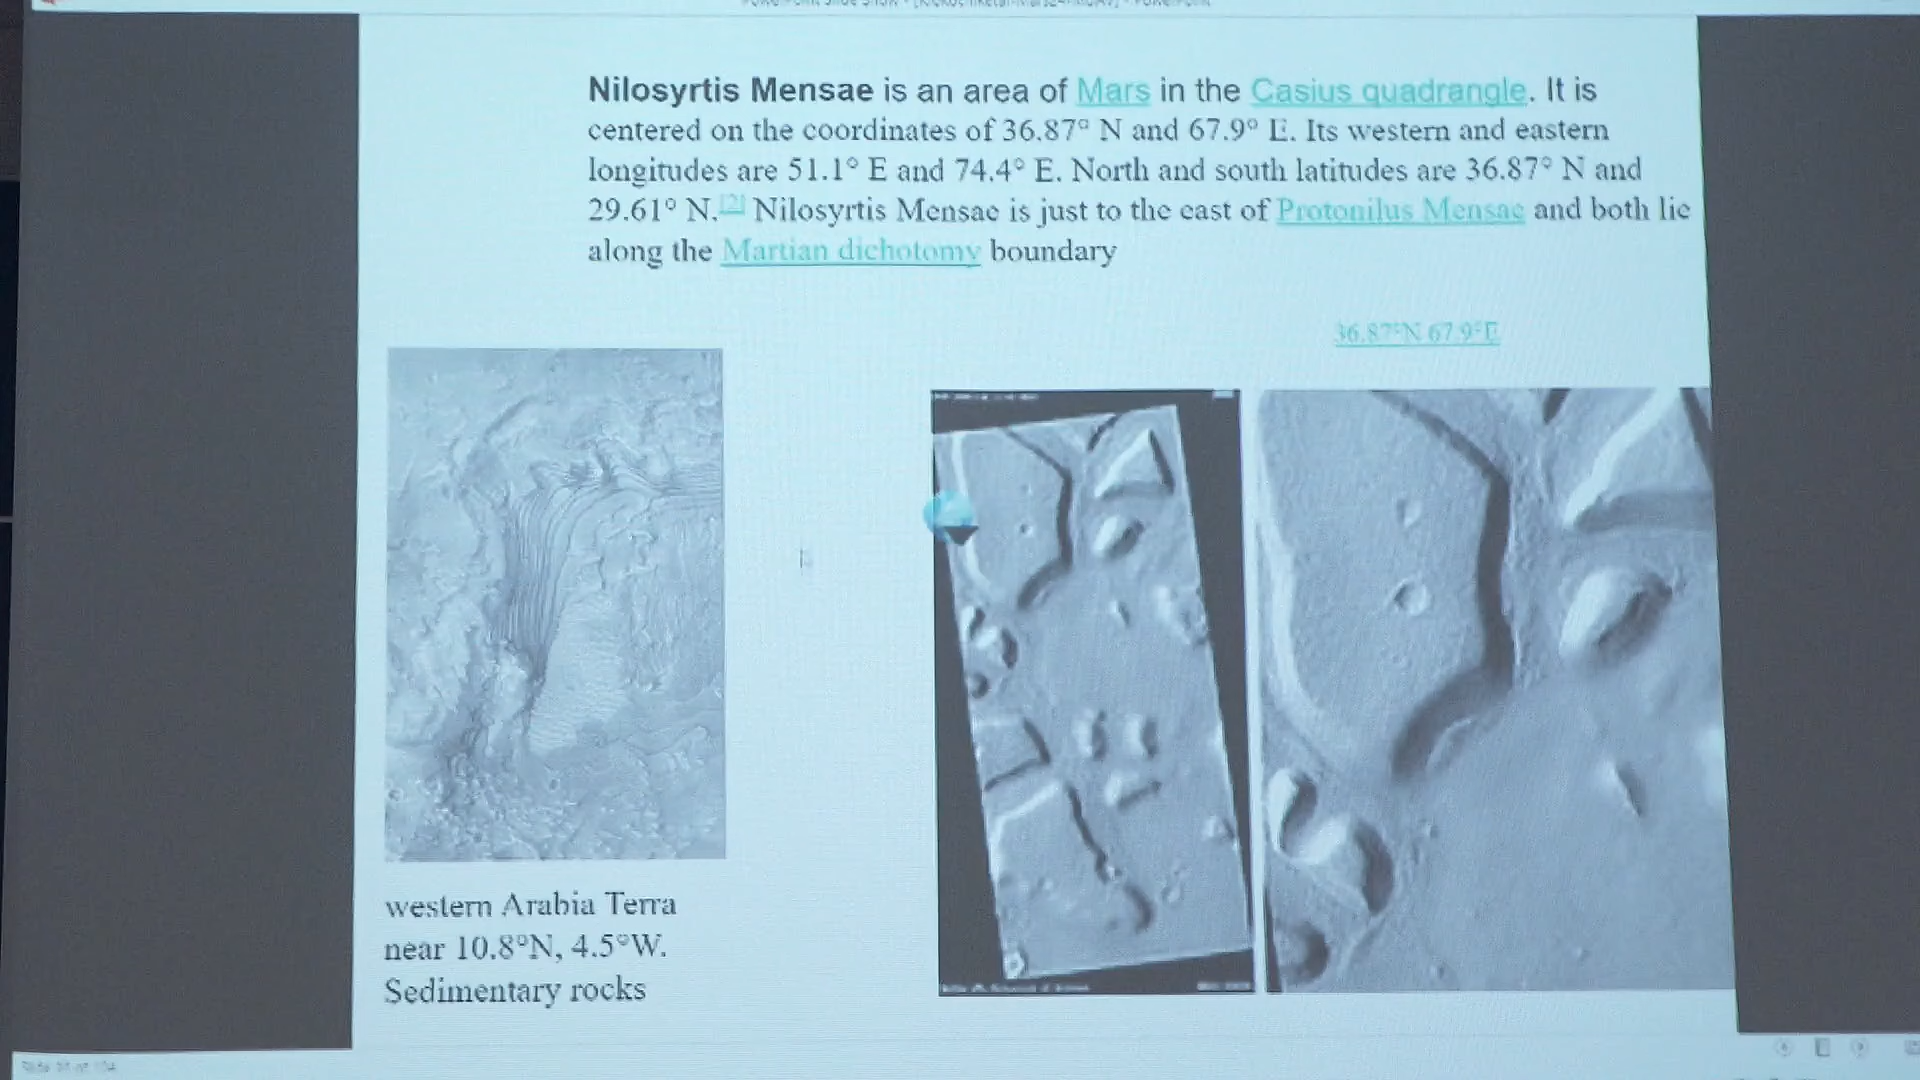 Nilosyrtis Mensae is an area of Mars in the Casius quadrangle. It is
centered on the coordinates of 36.87° N and 67.9° E. Its western and eastern
longitudes are 51.1° E and 74.4° E. North and south latitudes are 36.87° N and
29.61° N.[2] Nilosyrtis Mensae is just to the east of Protonilus Mensae and both lie
along the Martian dichotomy boundary
36.87°N 67.9°E
western Arabia Terra
near 10.8°N, 4.5°W.
Sedimentary rocks